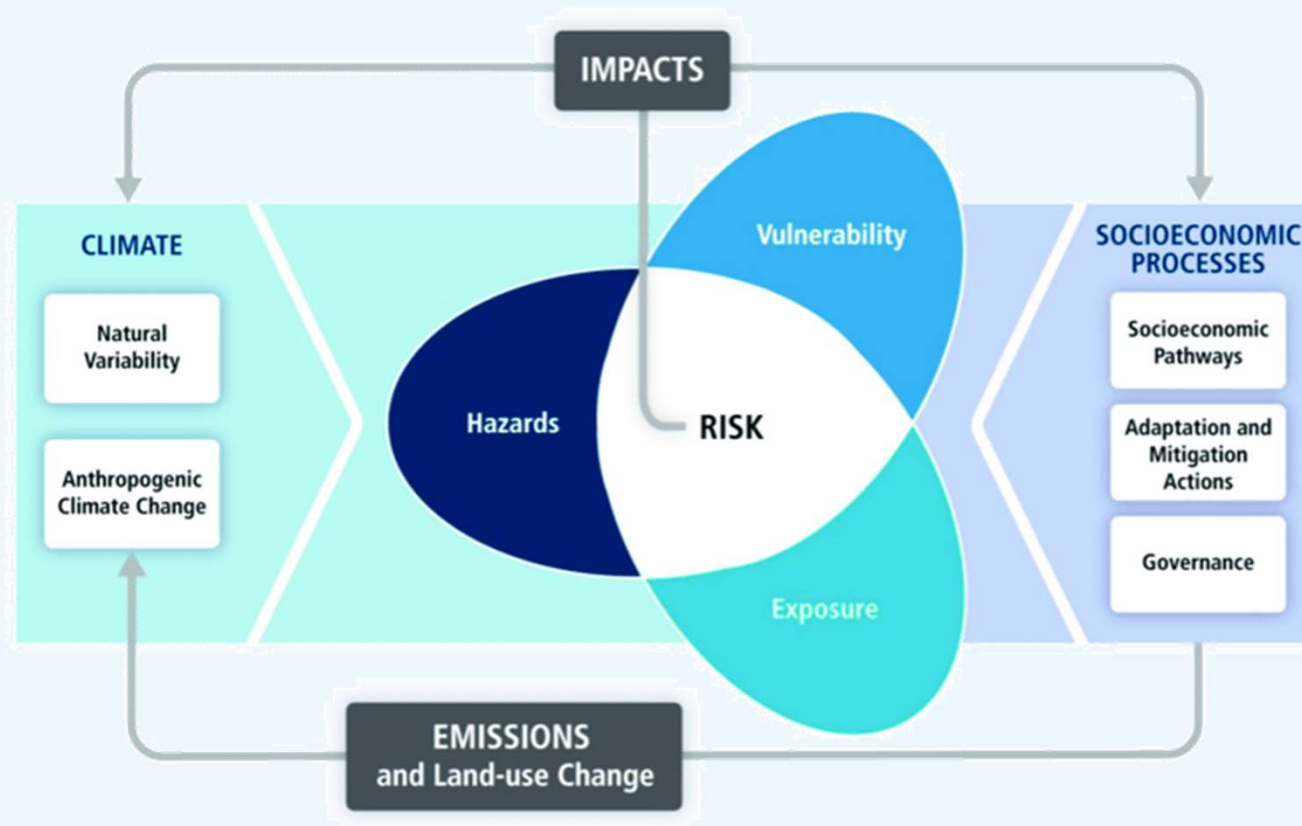 IMPACTS
CLIMATE
Natural
Variability
Anthropogenic
Climate Change
Vulnerability
Hazards
RISK
Exposure
SOCIOECONOMIC
PROCESSES
Socioeconomic
Pathways
Adaptation and
Mitigation
Actions
Governance
EMISSIONS
and Land-use Change